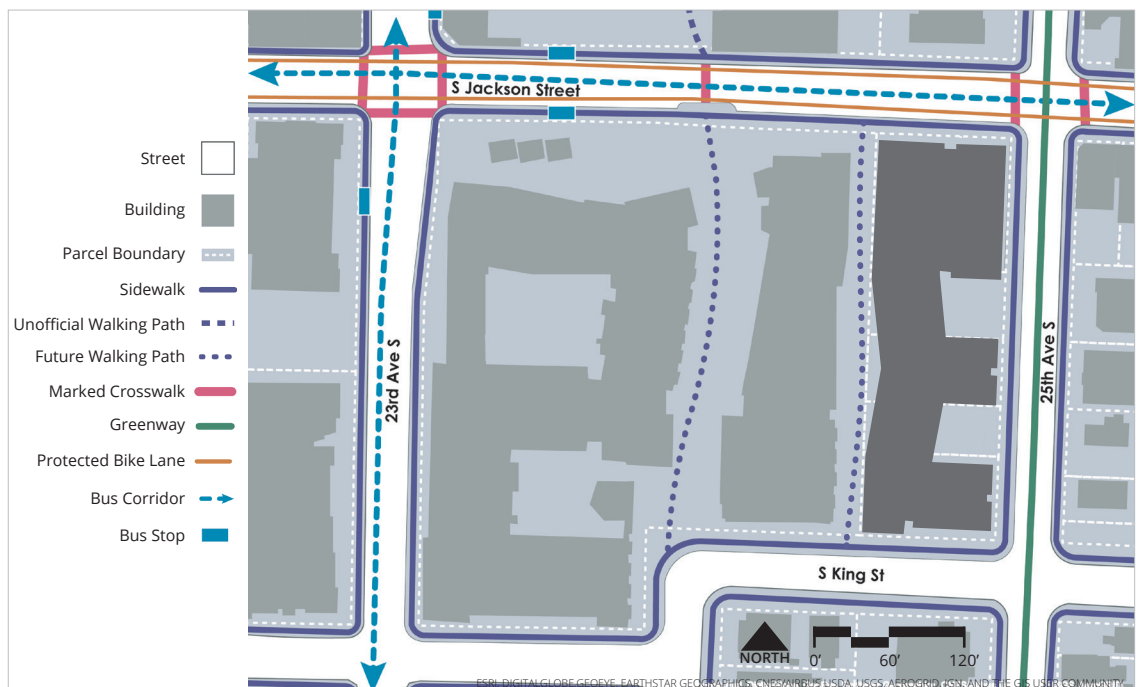 Street
Building
Parcel Boundary
Sidewalk
Unofficial Walking Path
Future Walking Path
Marked Crosswalk
Greenway
Protected Bike Lane
Bus Corridor
Bus Stop
S Jackson Street
23rd Ave S
25th Ave S
S King St
NORTH
0' 60' 120'
ESRI, DIGITALGLOBE, GEOEYE, EARTHSTAR GEOGRAPHICS, CNES/AIRBUS, USDA, USGS, AEROGRID, IGN, AND THE GIS USER COMMUNITY